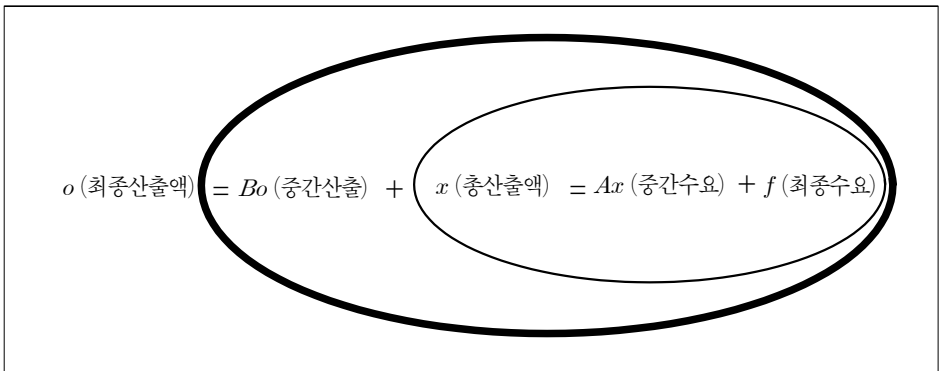 o (최종산출액) = Bo (중간산출) + x (총산출액) = Ax (중간수요) + f (최종수요)